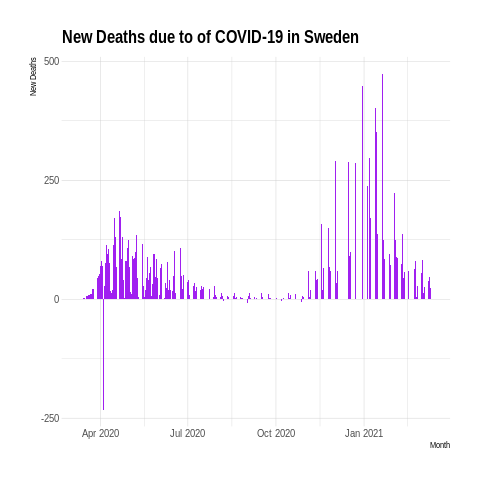 New Deaths due to of COVID-19 in Sweden
New Deaths
500
250
0
-250
Apr 2020 Jul 2020 Oct 2020 Jan 2021
Month